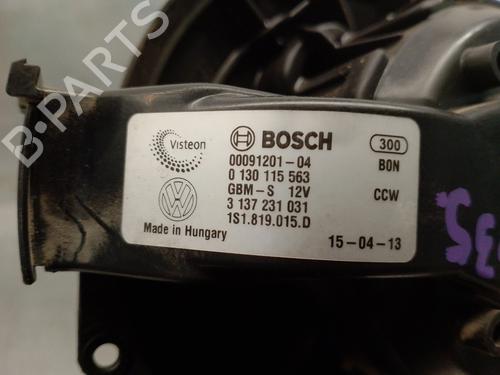 Visteon
BOSCH
300
00091201-04
BON
0 130 115 563
GBM-S 12V
CCW
3 137 231 031
1S1.819.015.D
Made in Hungary
15-04-13
B-PARTS